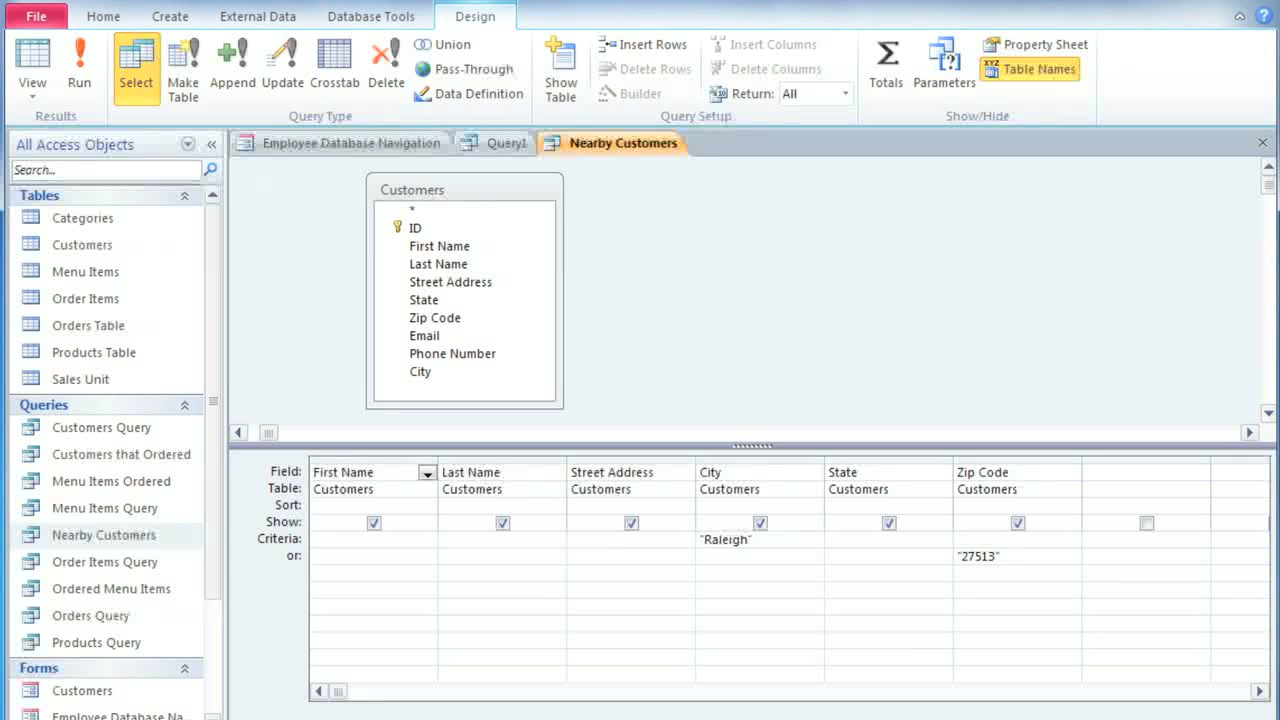 File Home Create External Data Database Tools Design
View Run Select Make Table Append Update Crosstab Delete
Union
Pass-Through
Data Definition
Show Table
Insert Rows
Delete Rows
Builder
Insert Columns
Delete Columns
Return: All
Totals Parameters
Property Sheet
XYZ Table Names
Results Query Type Query Setup Show/Hide
All Access Objects
Search...
Tables
Categories
Customers
Menu Items
Order Items
Orders Table
Products Table
Sales Unit
Queries
Customers Query
Customers that Ordered
Menu Items Ordered
Menu Items Query
Nearby Customers
Order Items Query
Ordered Menu Items
Orders Query
Products Query
Forms
Customers
Employee Database Na...
Employee Database Navigation Query1 Nearby Customers
Customers
*
ID
First Name
Last Name
Street Address
State
Zip Code
Email
Phone Number
City
Field: First Name Last Name Street Address City State Zip Code
Table: Customers Customers Customers Customers Customers Customers
Sort:
Show:
Criteria: "Raleigh"
or: "27513"